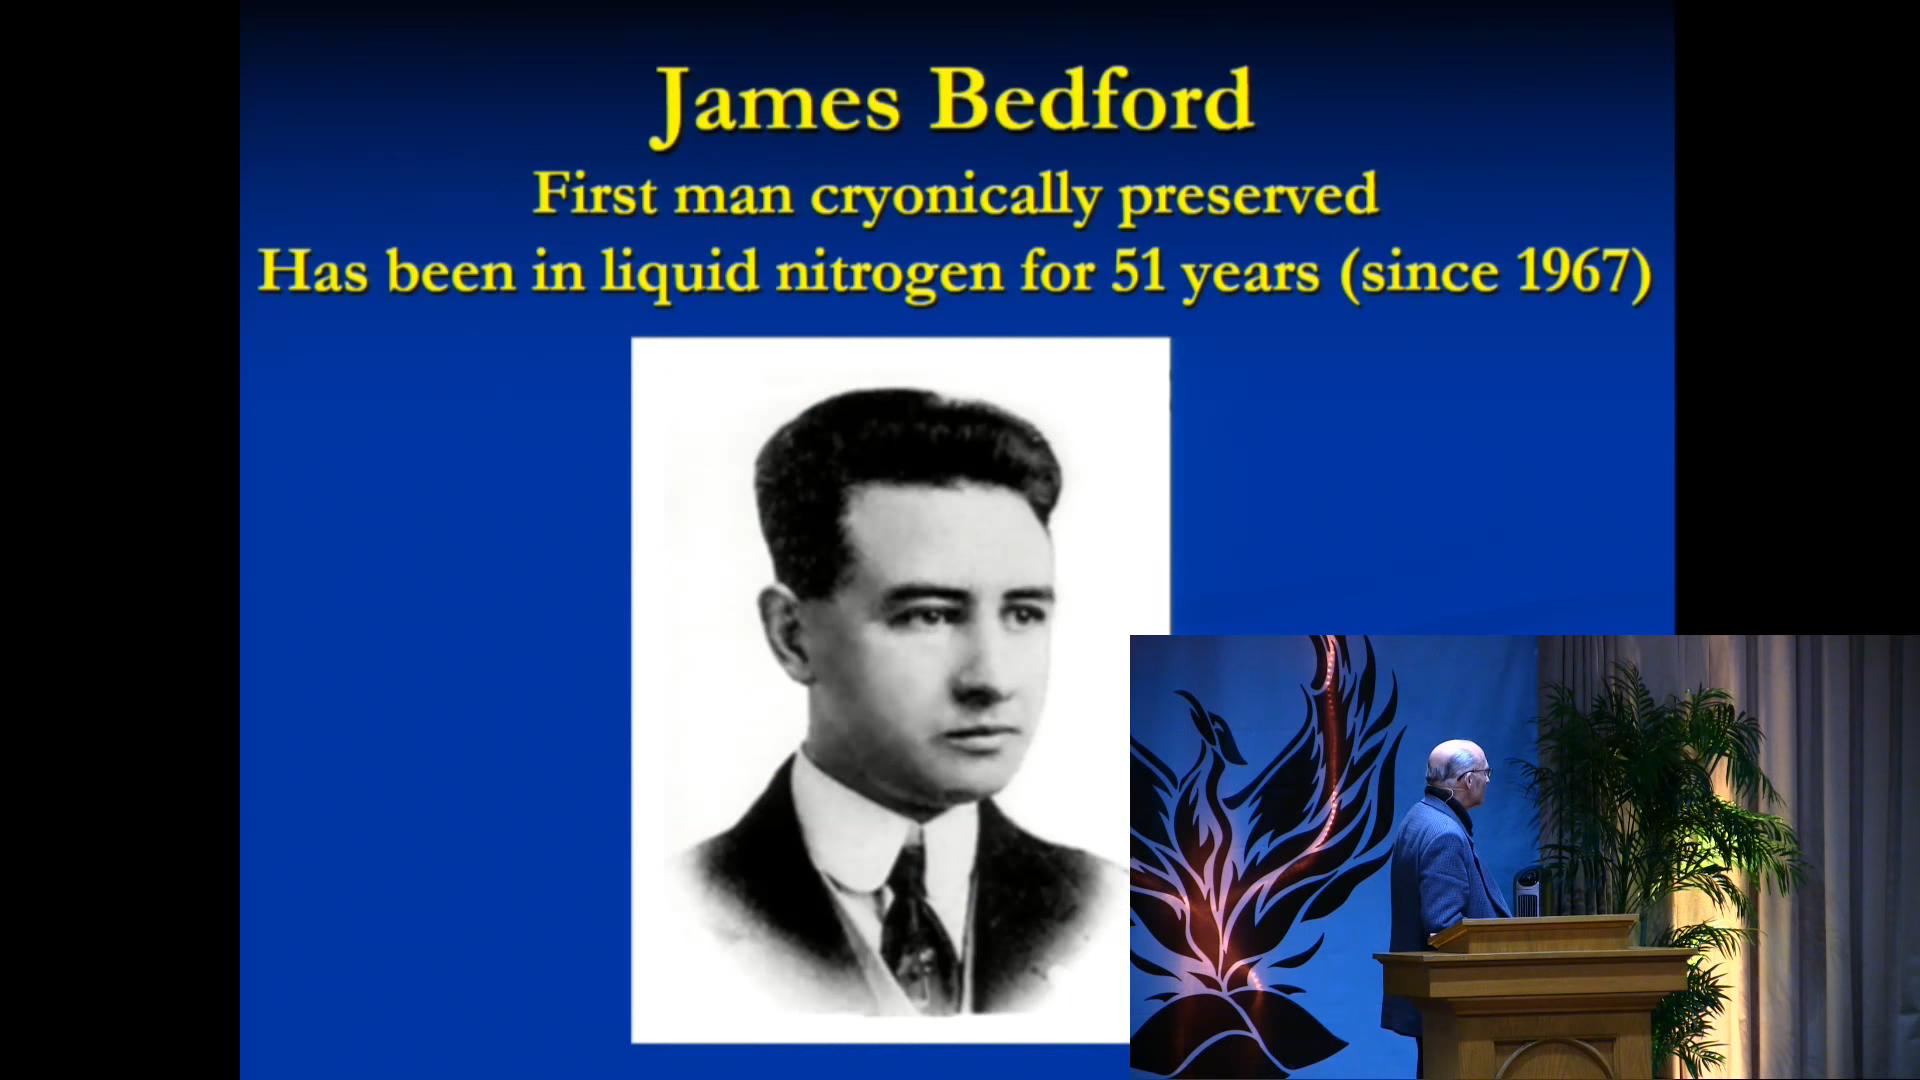 James Bedford
First man cryonically preserved
Has been in liquid nitrogen for 51 years (since 1967)